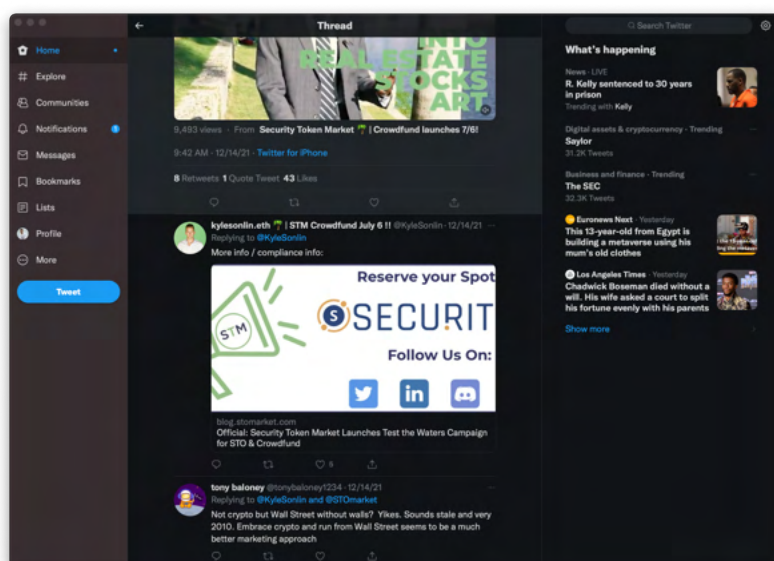 Home
Explore
Communities
Notifications
Messages
Bookmarks
Lists
Profile
More
Tweet
Thread
INTO
REAL ESTATE
STOCKS
ART
9,493 views · From Security Token Market 🌴 | Crowdfund launches 7/6!
9:42 AM · 12/14/21 · Twitter for iPhone
8 Retweets 1 Quote Tweet 43 Likes
kylesonlin.eth 🌴 | STM Crowdfund July 6 !! @KyleSonlin · 12/14/21
Replying to @KyleSonlin
More info / compliance info:
Reserve your Spot
STM
S SECURIT
Follow Us On:
in
blog.stomarket.com
Official: Security Token Market Launches Test the Waters Campaign
for STO & Crowdfund
5
tony baloney @tonybaloney1234 · 12/14/21
Replying to @KyleSonlin and @STOmarket
Not crypto but Wall Street without walls? Yikes. Sounds stale and very
2010. Embrace crypto and run from Wall Street seems to be a much
better marketing approach
Search Twitter
What's happening
News · LIVE
R. Kelly sentenced to 30 years
in prison
Trending with Kelly
Digital assets & cryptocurrency · Trending
Saylor
31.2K Tweets
Business and finance · Trending
The SEC
32.3K Tweets
Euronews Next · Yesterday
This 13-year-old from Egypt is
building a metaverse using his
mum's old clothes
Los Angeles Times · Yesterday
Chadwick Boseman died without a
will. His wife asked a court to split
his fortune evenly with his parents
Show more